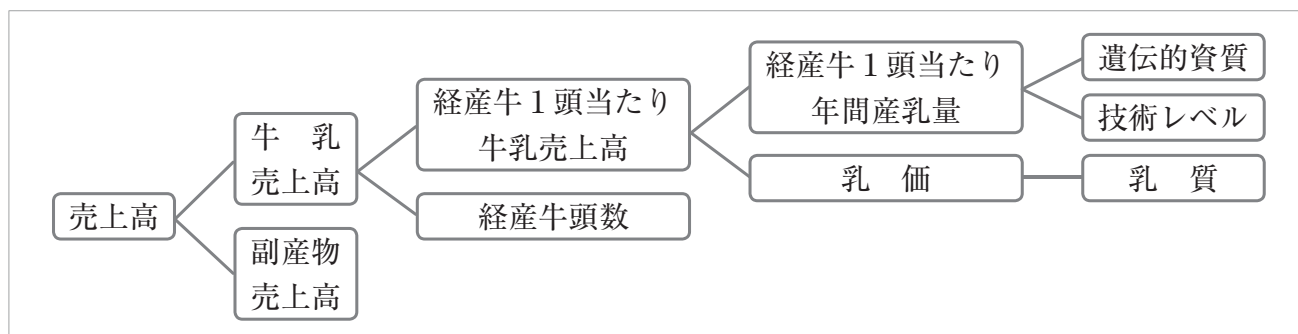 売上高
牛　乳
売上高
副産物
売上高
経産牛１頭当たり
牛乳売上高
経産牛頭数
経産牛１頭当たり
年間産乳量
乳　価
遺伝的資質
技術レベル
乳　質